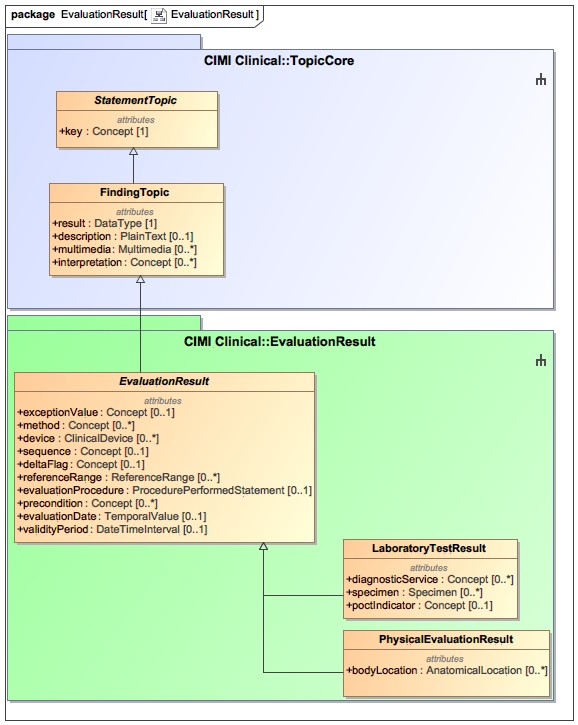 package EvaluationResult[ EvaluationResult ]
CIMI Clinical::TopicCore
StatementTopic
attributes
+key : Concept [1]
FindingTopic
attributes
+result : DataType [1]
+description : PlainText [0..1]
+multimedia : Multimedia [0..*]
+interpretation : Concept [0..*]
CIMI Clinical::EvaluationResult
EvaluationResult
attributes
+exceptionValue : Concept [0..1]
+method : Concept [0..*]
+device : ClinicalDevice [0..*]
+sequence : Concept [0..1]
+deltaFlag : Concept [0..1]
+referenceRange : ReferenceRange [0..*]
+evaluationProcedure : ProcedurePerformedStatement [0..1]
+precondition : Concept [0..*]
+evaluationDate : TemporalValue [0..1]
+validityPeriod : DateTimeInterval [0..1]
LaboratoryTestResult
attributes
+diagnosticService : Concept [0..*]
+specimen : Specimen [0..*]
+poctIndicator : Concept [0..1]
PhysicalEvaluationResult
attributes
+bodyLocation : AnatomicalLocation [0..*]